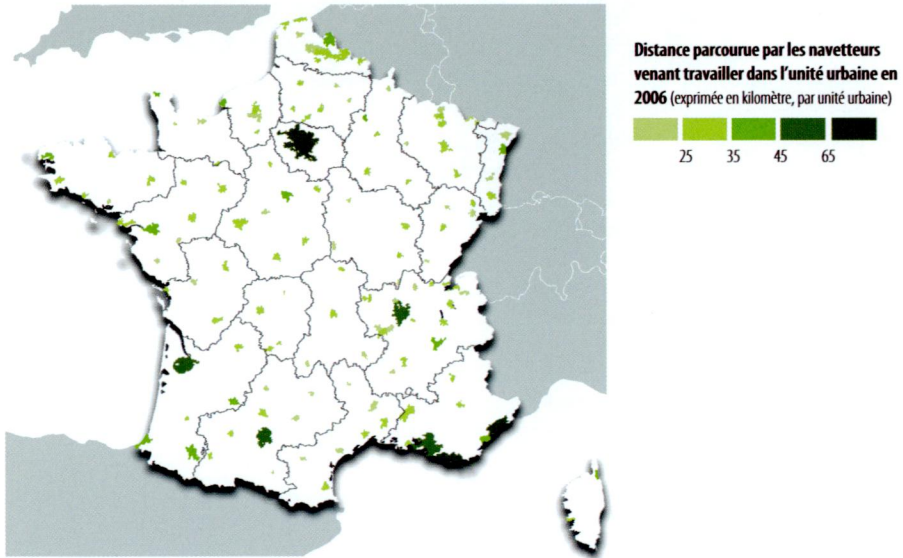 Distance parcourue par les navetteurs
venant travailler dans l'unité urbaine en
2006 (exprimée en kilomètre, par unité urbaine)
25 35 45 65